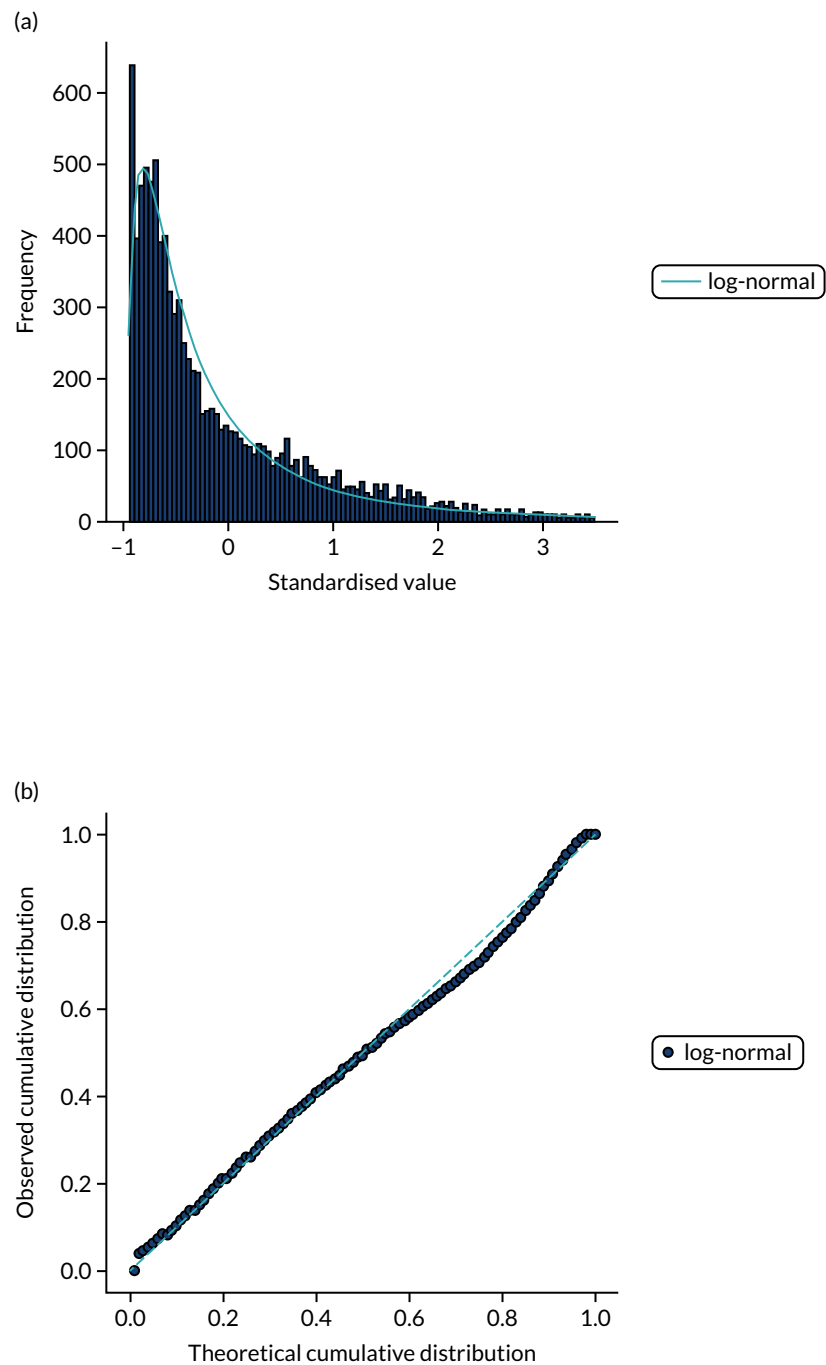 (a)
600
500
400
300
200
100
0
Frequency
–1 0 1 2 3
Standardised value
log-normal
(b)
1.0
0.8
0.6
0.4
0.2
0.0
Observed cumulative distribution
0.0 0.2 0.4 0.6 0.8 1.0
Theoretical cumulative distribution
log-normal